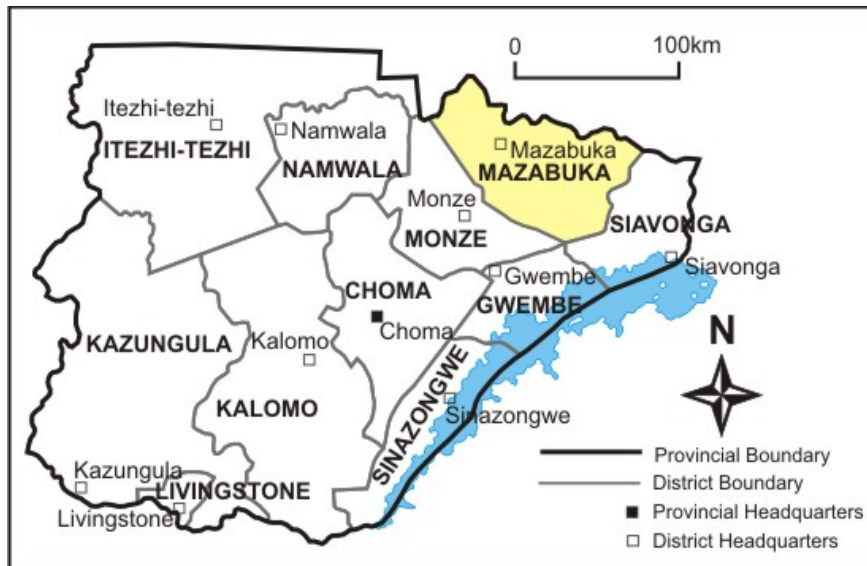 0
100km
Itezhi-tezhi
ITEZHI-TEZHI
Namwala
NAMWALA
Mazabuka
MAZABUKA
Monze
MONZE
SIAVONGA
Siavonga
Gwembe
GWEMBE
CHOMA
Choma
KAZUNGULA
Kalomo
KALOMO
SINAZONGWE
Sinazongwe
N
Kazungula
LIVINGSTONE
Livingstone
Provincial Boundary
District Boundary
Provincial Headquarters
District Headquarters